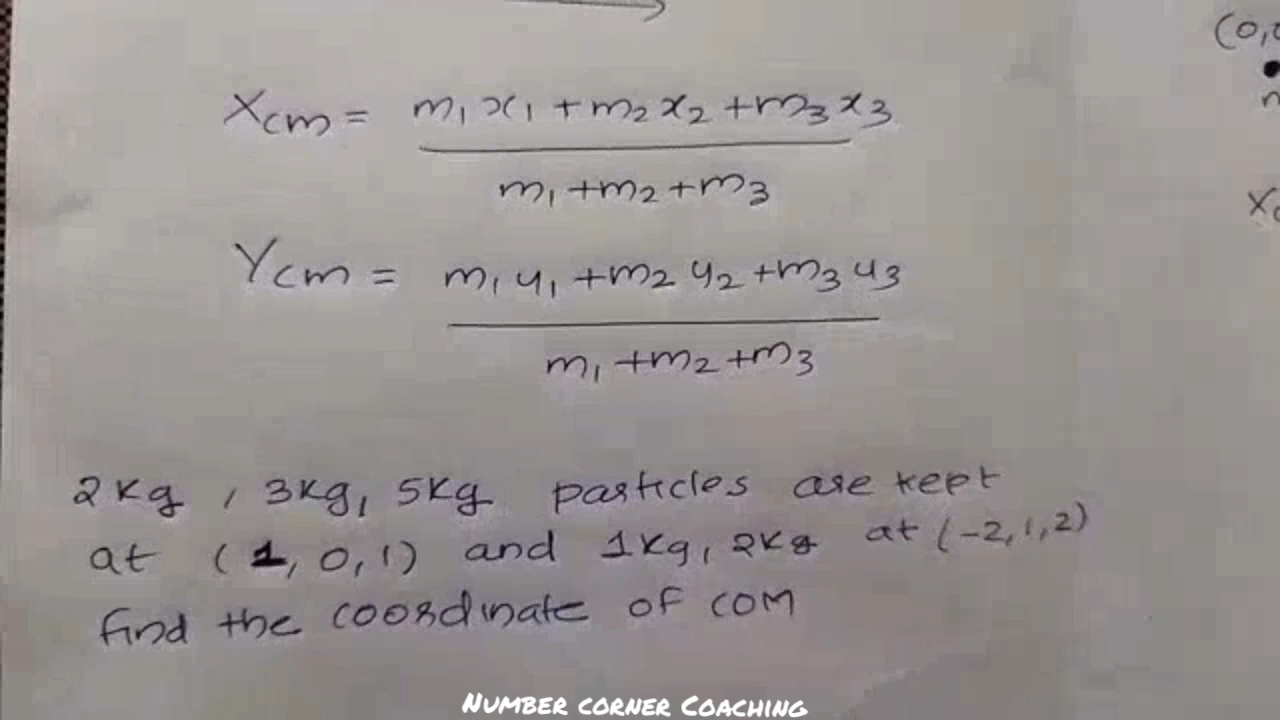 (0,
Xcm = m1x1 + m2x2 + m3x3
m1 + m2 + m3
Ycm = m1y1 + m2y2 + m3y3
m1 + m2 + m3
2kg, 3kg, 5kg particles are kept
at (1, 0, 1) and 1kg, 2kg at (-2, 1, 2)
find the coordinate of COM
NUMBER CORNER COACHING